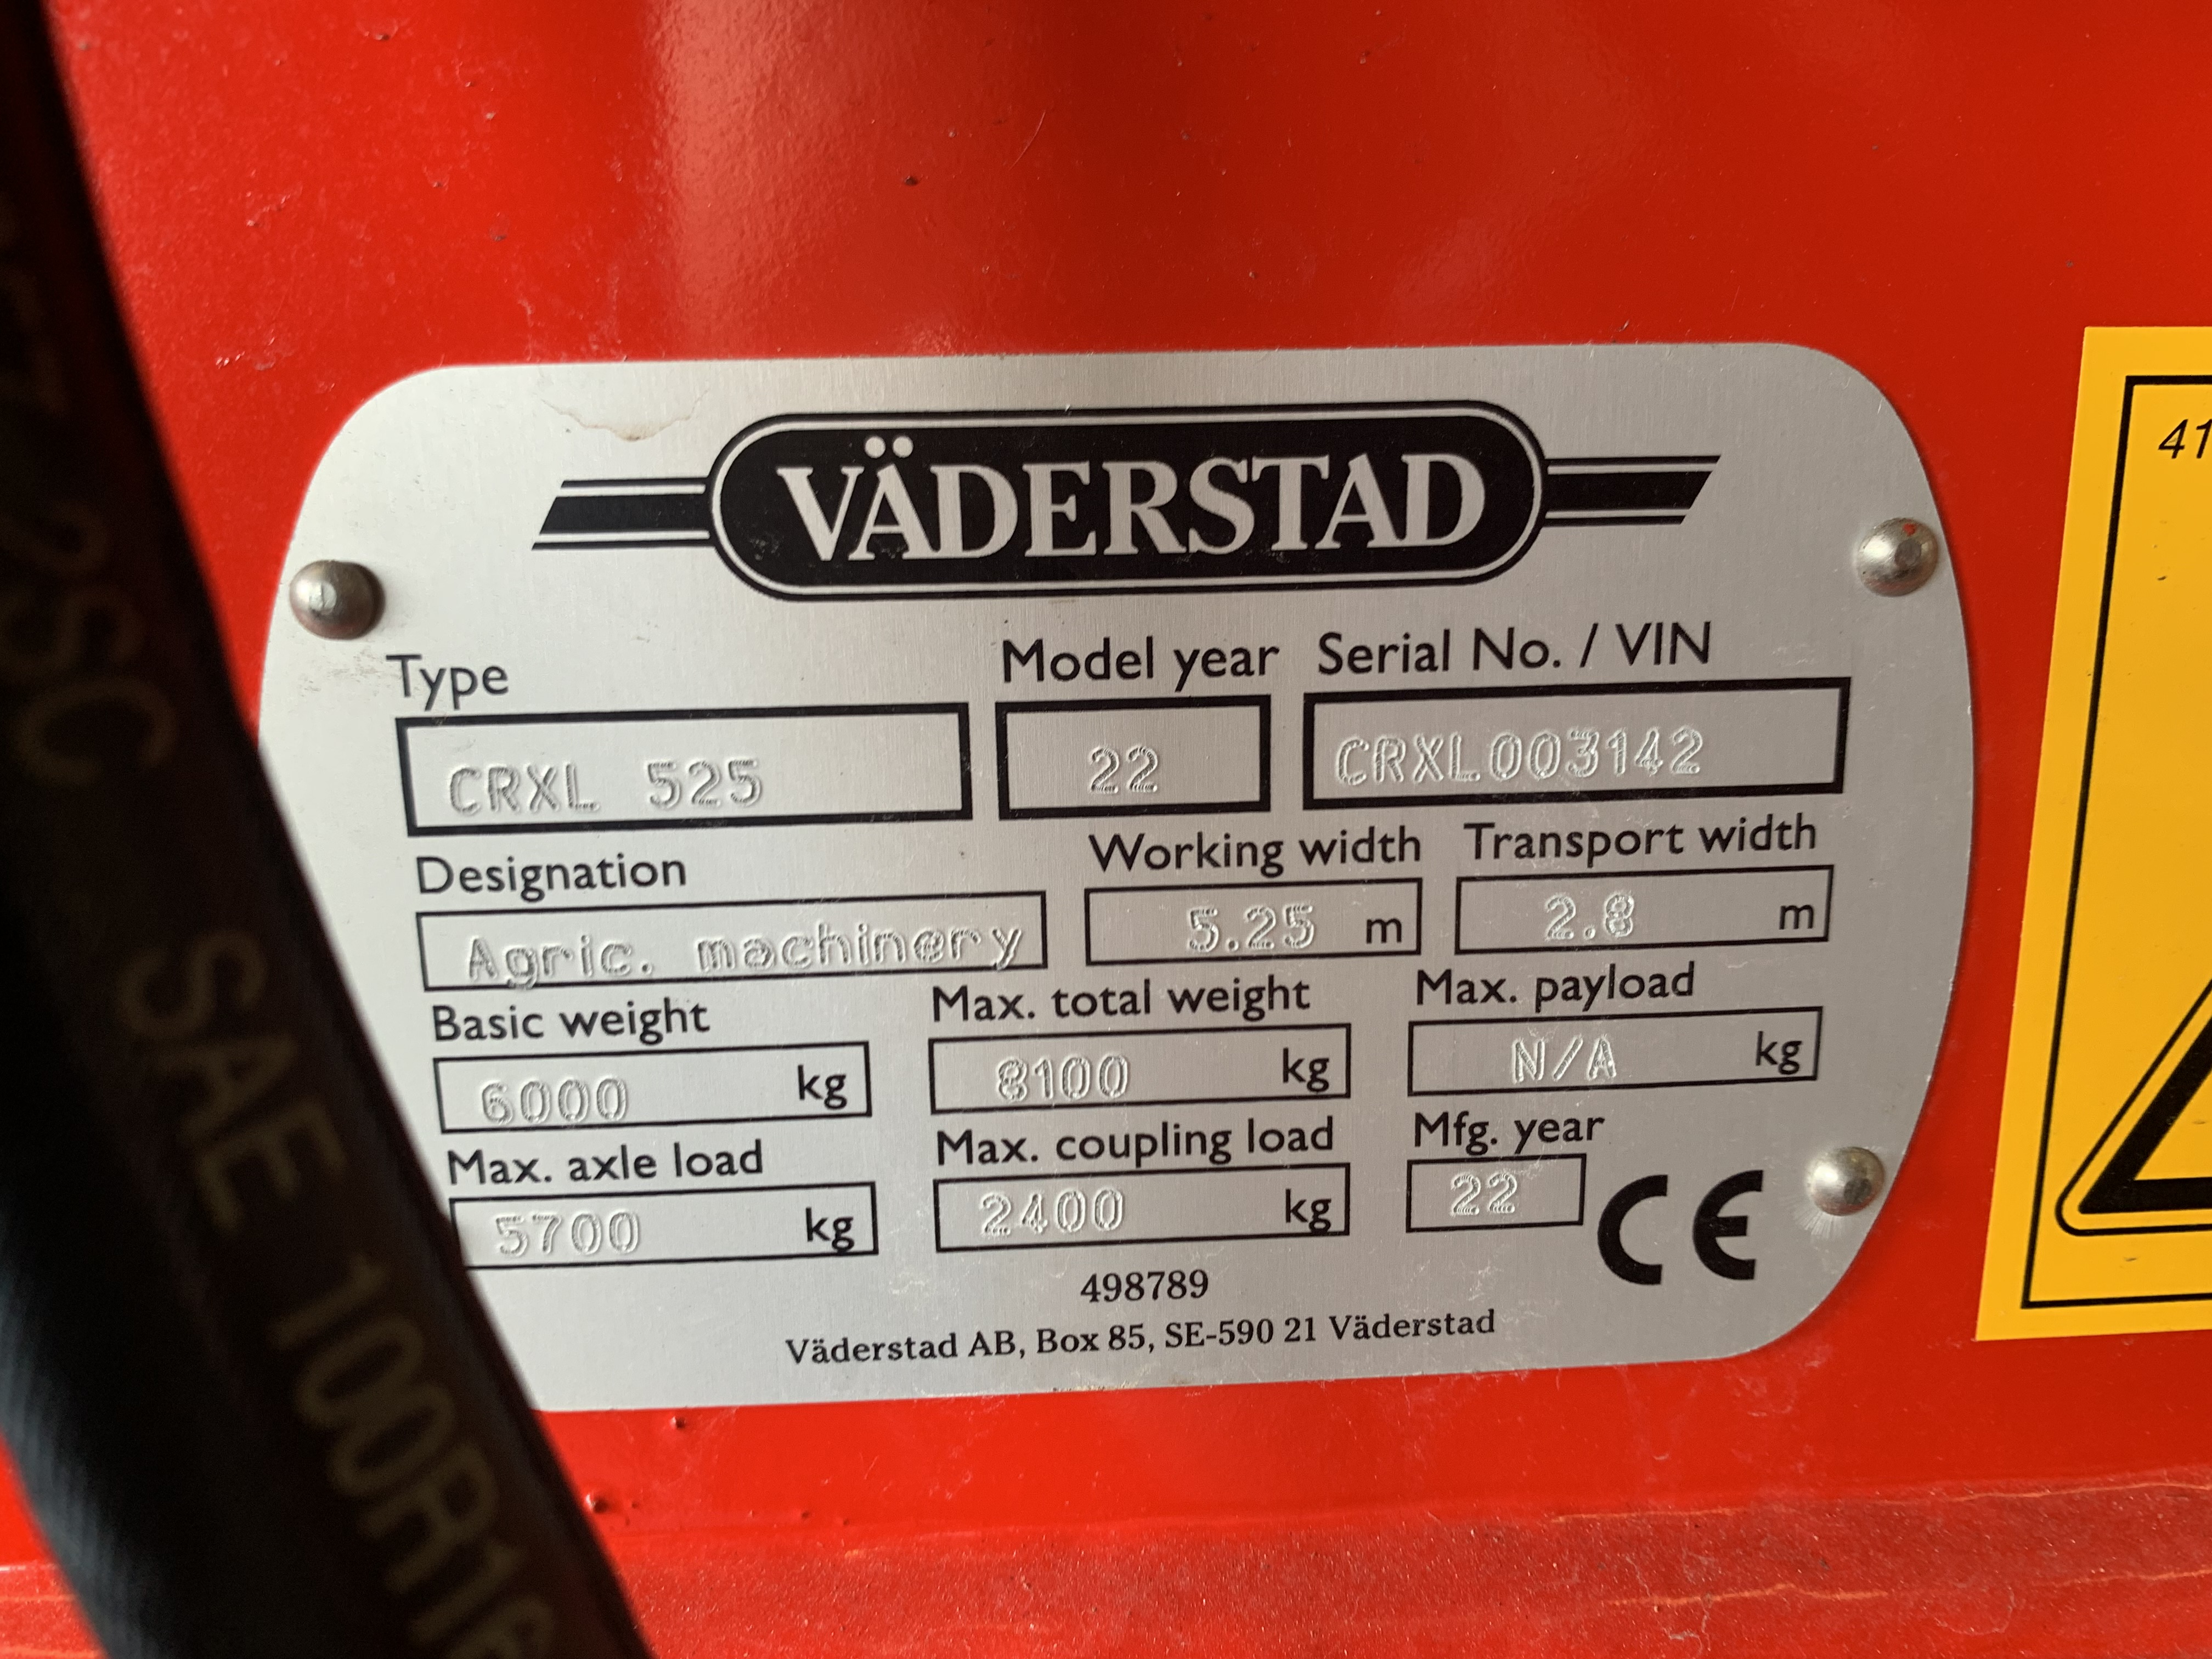 VÄDERSTAD
Type Model year Serial No. / VIN
CRXL 525 22 CRXL003142
Designation Working width Transport width
Agric. machinery 5.25 m 2.8 m
Basic weight Max. total weight Max. payload
6000 kg 8100 kg N/A kg
Max. axle load Max. coupling load Mfg. year
5700 kg 2400 kg 22 CE
498789
Väderstad AB, Box 85, SE-590 21 Väderstad
2SC SAE 100R16
41